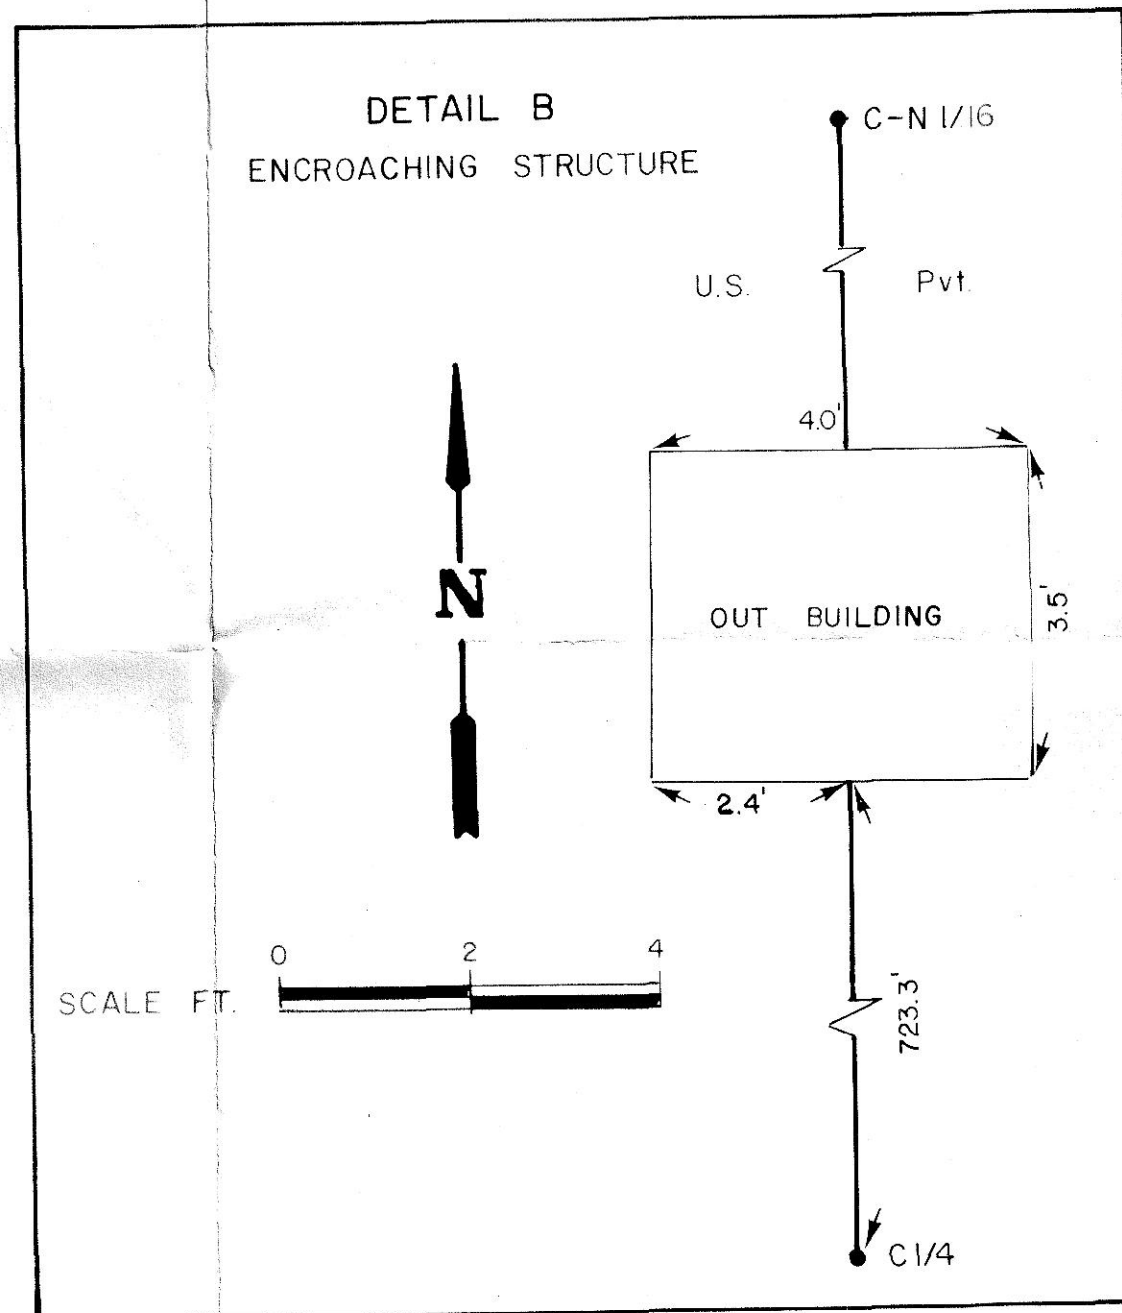 DETAIL B
ENCROACHING STRUCTURE
C-N 1/16
U.S. Pvt.
4.0'
N
OUT BUILDING
3.5'
2.4'
0 2 4
SCALE FT.
723.3'
C 1/4